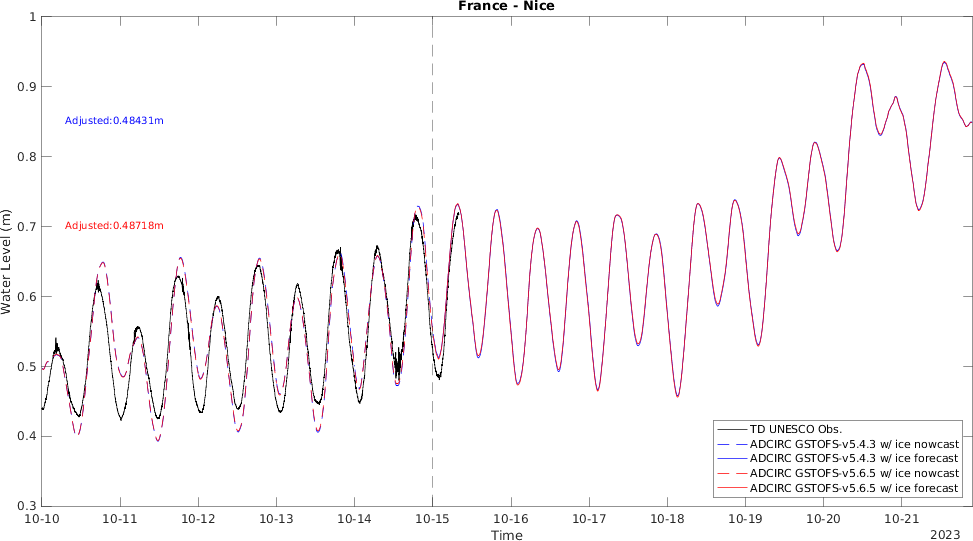 France - Nice
1
0.9
0.8
0.7
0.6
0.5
0.4
0.3
Water Level (m)
Adjusted:0.48431m
Adjusted:0.48718m
TD UNESCO Obs.
ADCIRC GSTOFS-v5.4.3 w/ ice nowcast
ADCIRC GSTOFS-v5.4.3 w/ ice forecast
ADCIRC GSTOFS-v5.6.5 w/ ice nowcast
ADCIRC GSTOFS-v5.6.5 w/ ice forecast
10-10 10-11 10-12 10-13 10-14 10-15 10-16 10-17 10-18 10-19 10-20 10-21
Time
2023